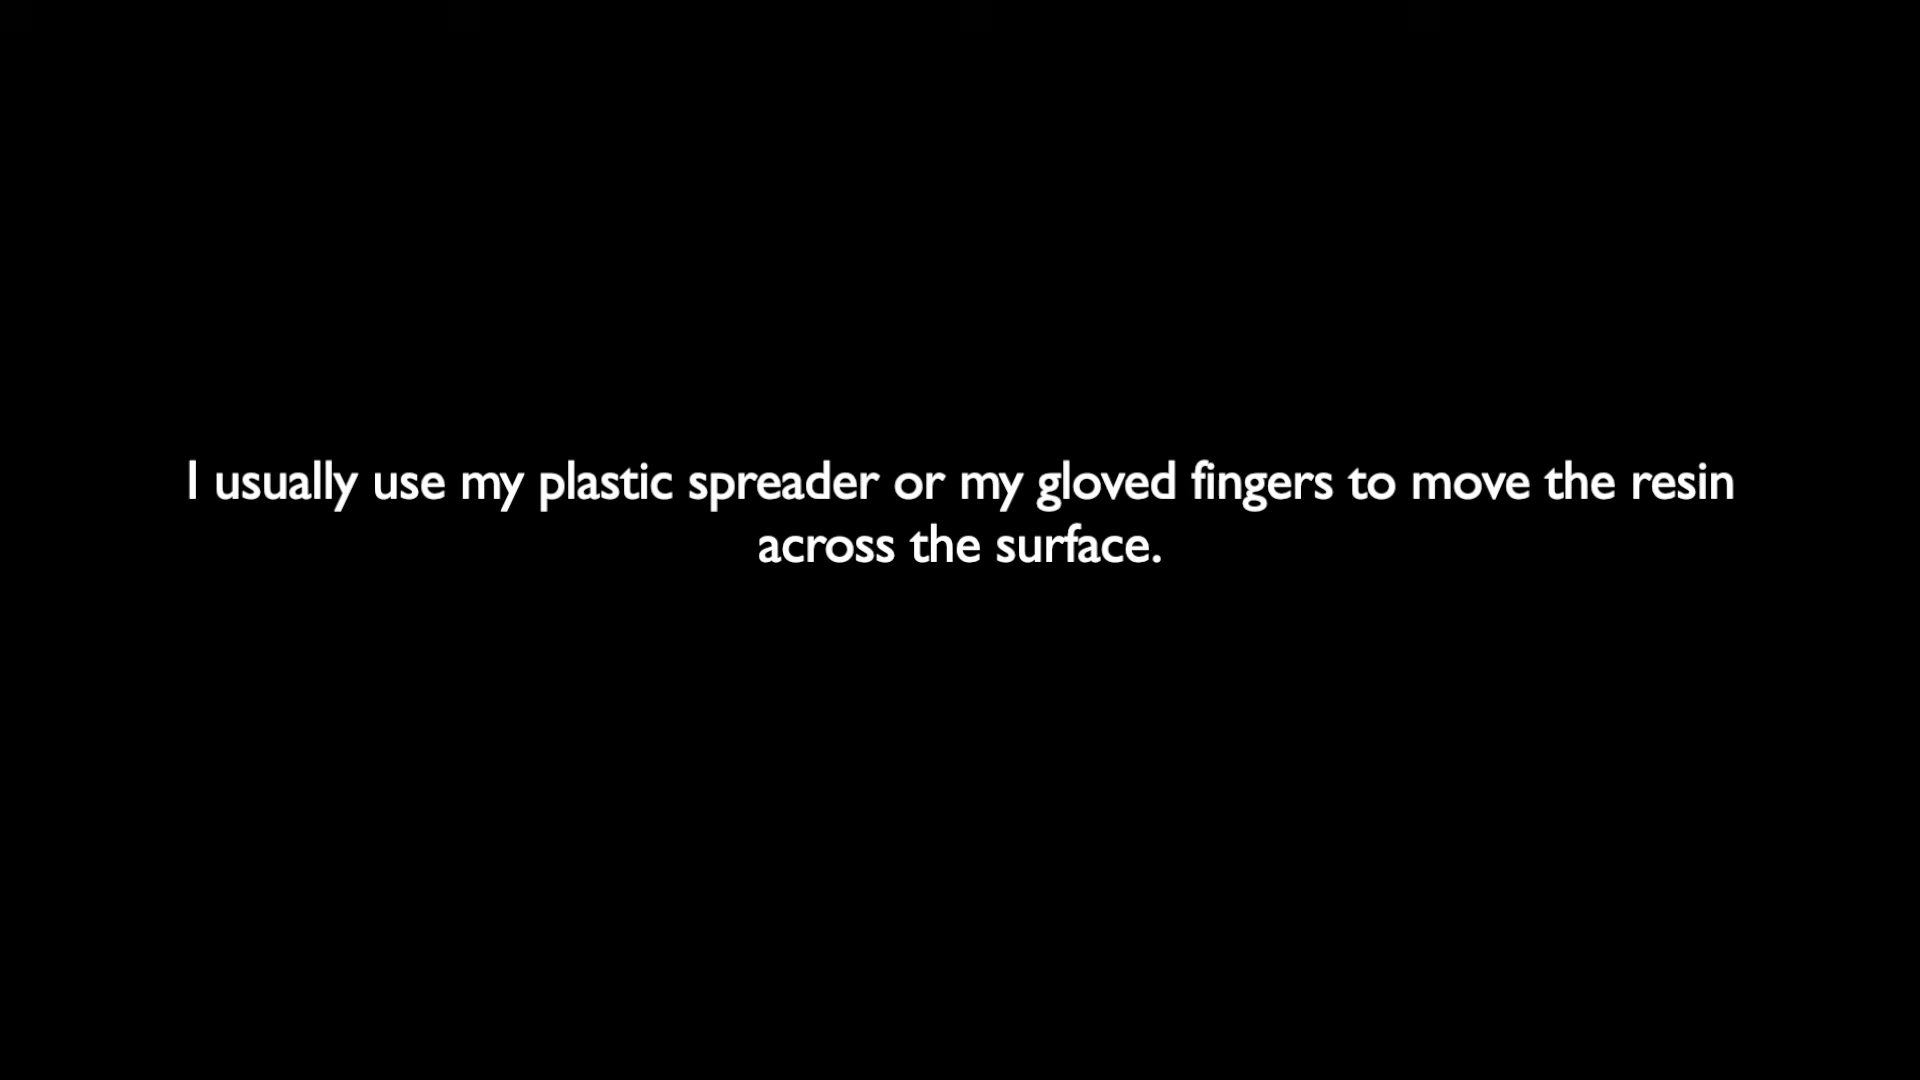 I usually use my plastic spreader or my gloved fingers to move the resin
across the surface.